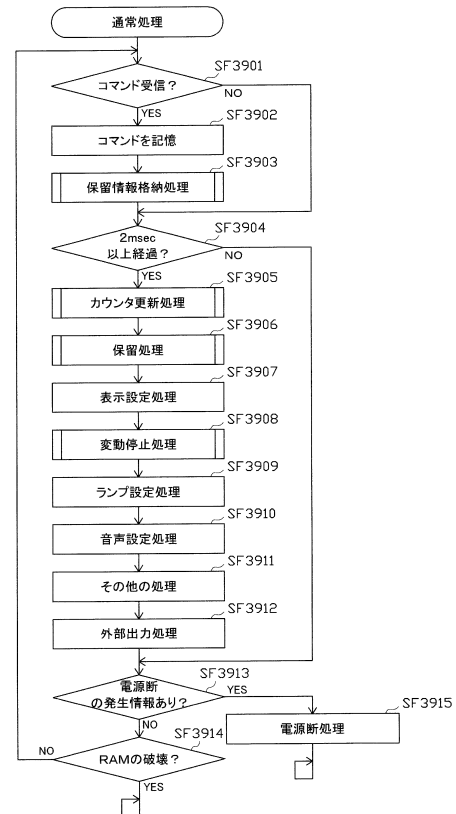 通常処理
SF3901
コマンド受信？
NO
YES
SF3902
コマンドを記憶
SF3903
保留情報格納処理
SF3904
2msec
以上経過？
NO
YES
SF3905
カウンタ更新処理
SF3906
保留処理
SF3907
表示設定処理
SF3908
変動停止処理
SF3909
ランプ設定処理
SF3910
音声設定処理
SF3911
その他の処理
SF3912
外部出力処理
SF3913
電源断
の発生情報あり？
YES
NO
SF3915
電源断処理
SF3914
NO
RAMの破壊？
YES